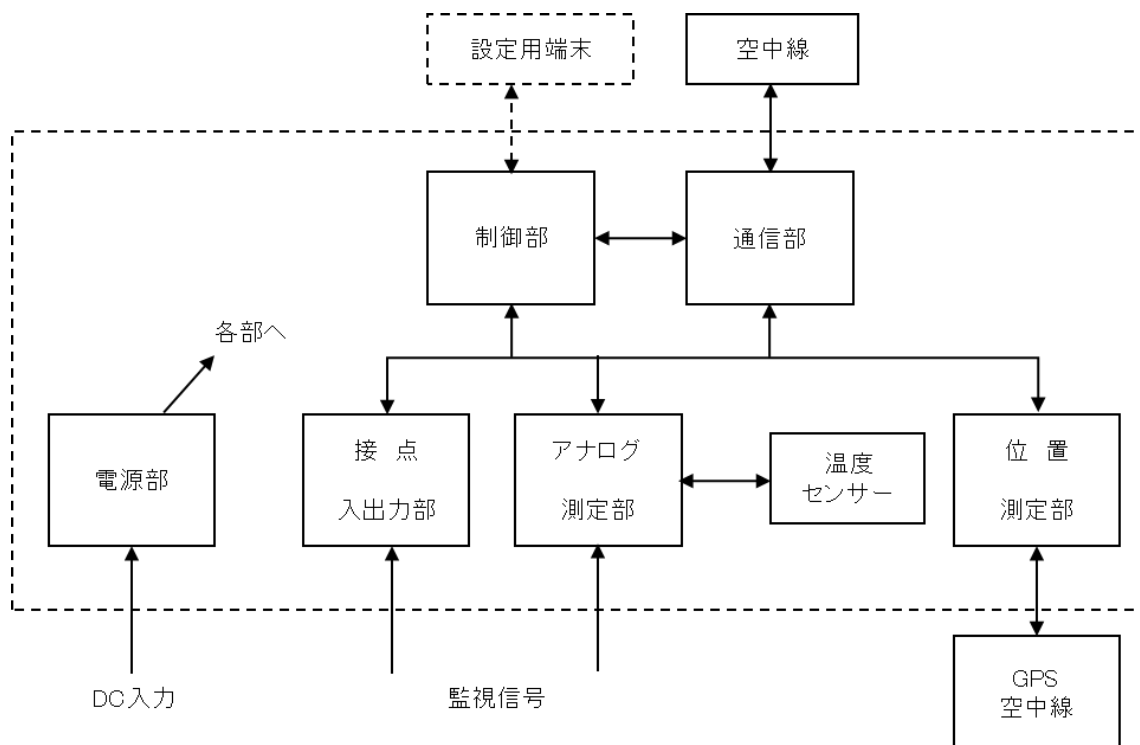 設定用端末
空中線
制御部
通信部
各部へ
電源部
接 点
入出力部
アナログ
測定部
温度
センサー
位 置
測定部
DC入力
監視信号
GPS
空中線